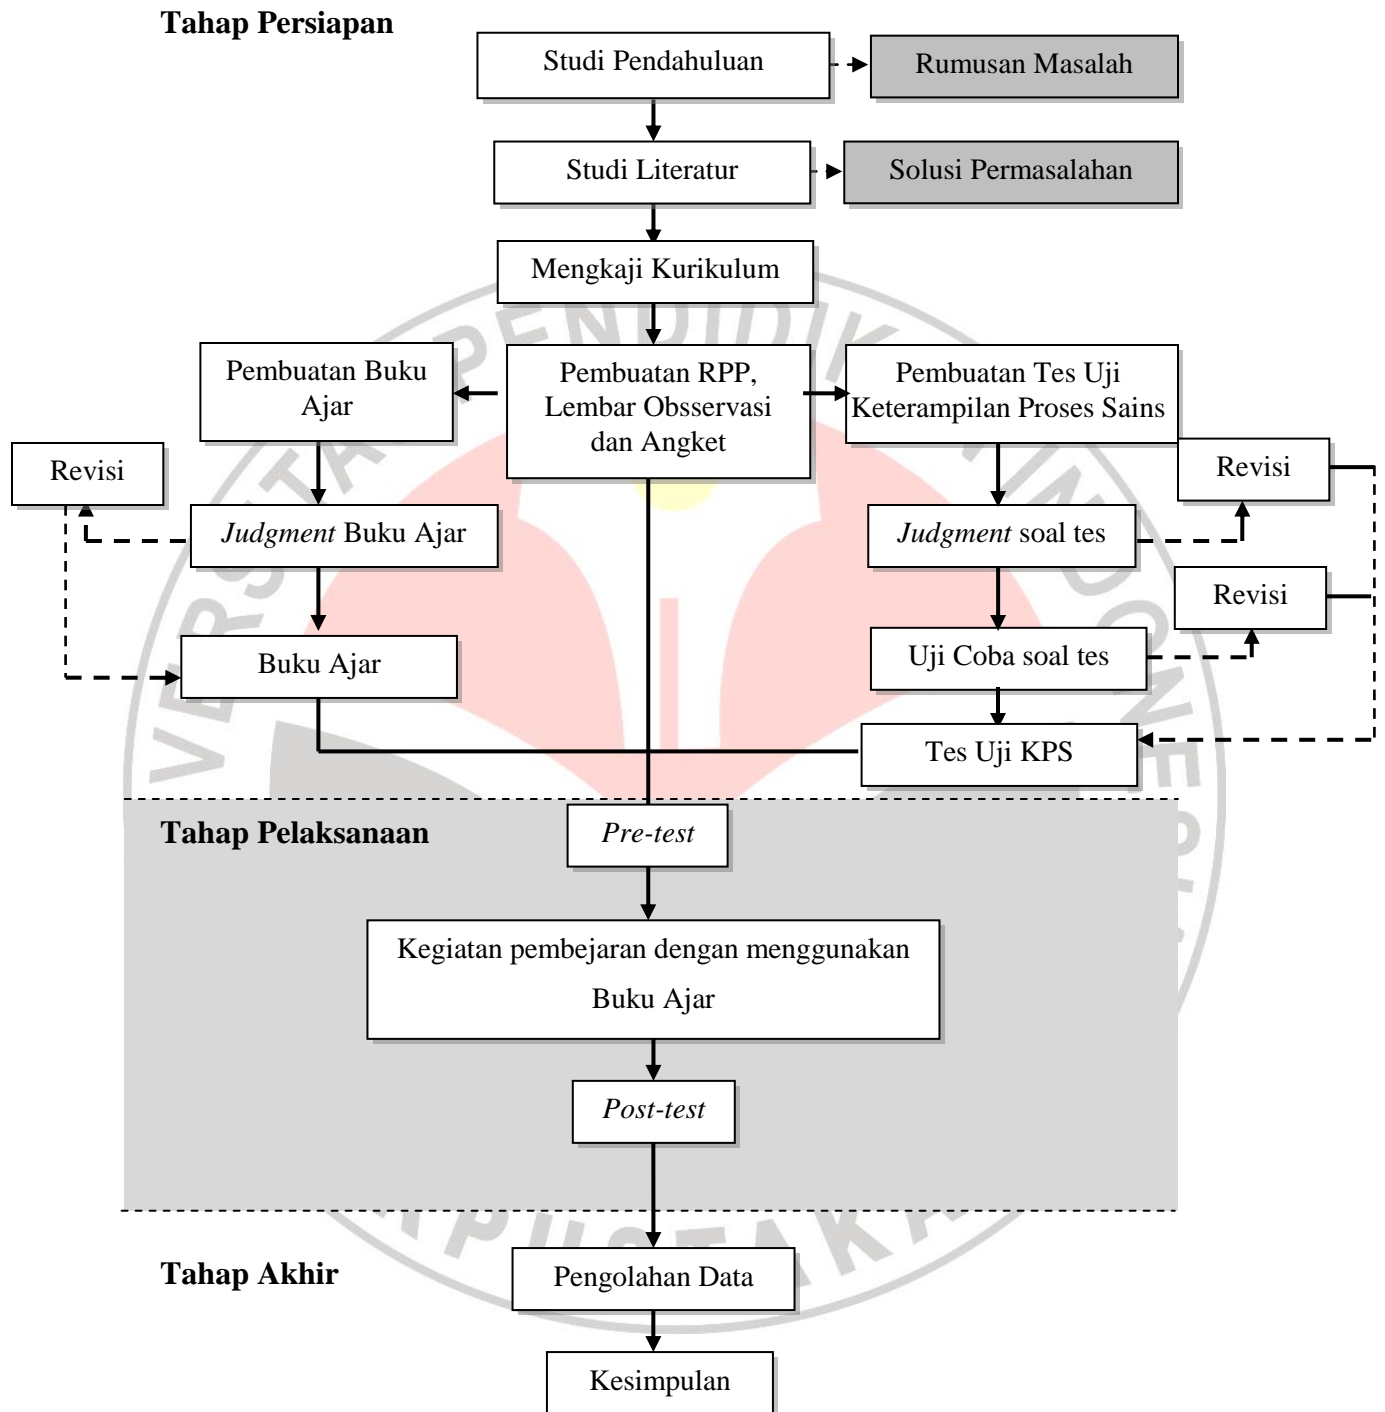 Tahap Persiapan
Studi Pendahuluan
Rumusan Masalah
Studi Literatur
Solusi Permasalahan
Mengkaji Kurikulum
Pembuatan Buku
Ajar
Pembuatan RPP,
Lembar Obsservasi
dan Angket
Pembuatan Tes Uji
Keterampilan Proses Sains
Revisi
Revisi
Judgment Buku Ajar
Judgment soal tes
Revisi
Buku Ajar
Uji Coba soal tes
Tes Uji KPS
Tahap Pelaksanaan
Pre-test
Kegiatan pembejaran dengan menggunakan
Buku Ajar
Post-test
Tahap Akhir
Pengolahan Data
Kesimpulan